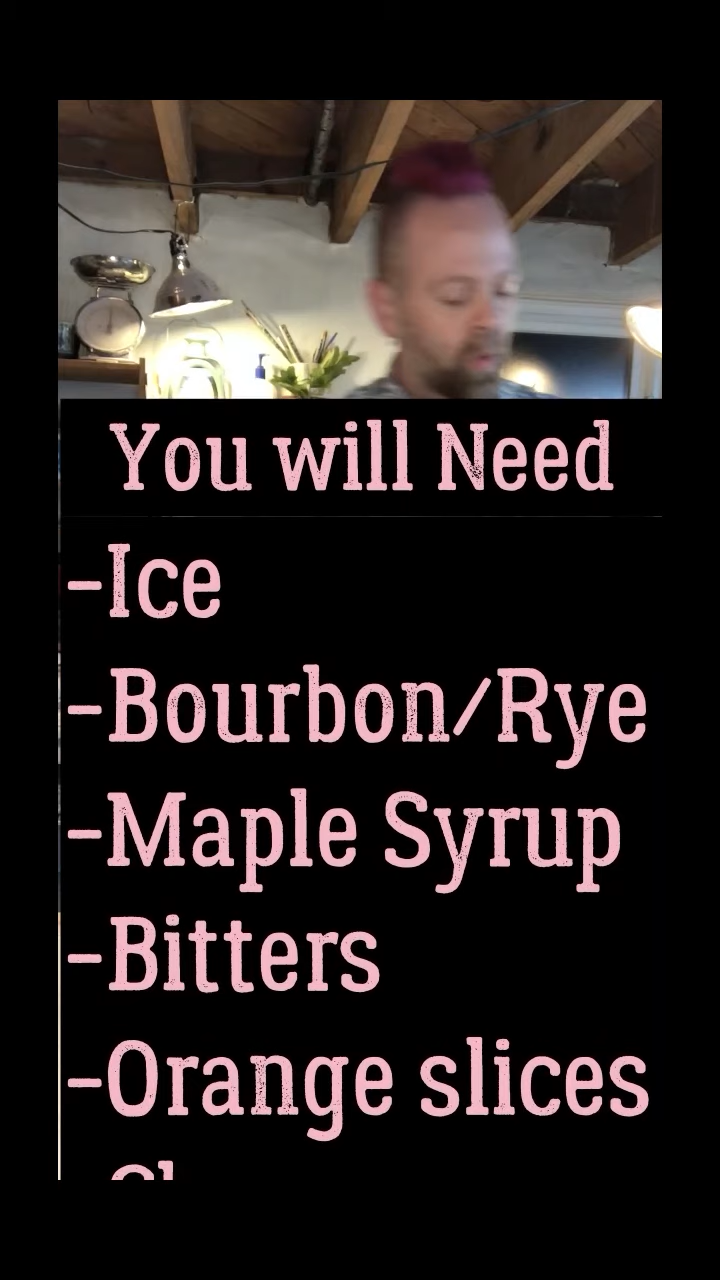 You will Need
-Ice
-Bourbon/Rye
-Maple Syrup
-Bitters
-Orange slices